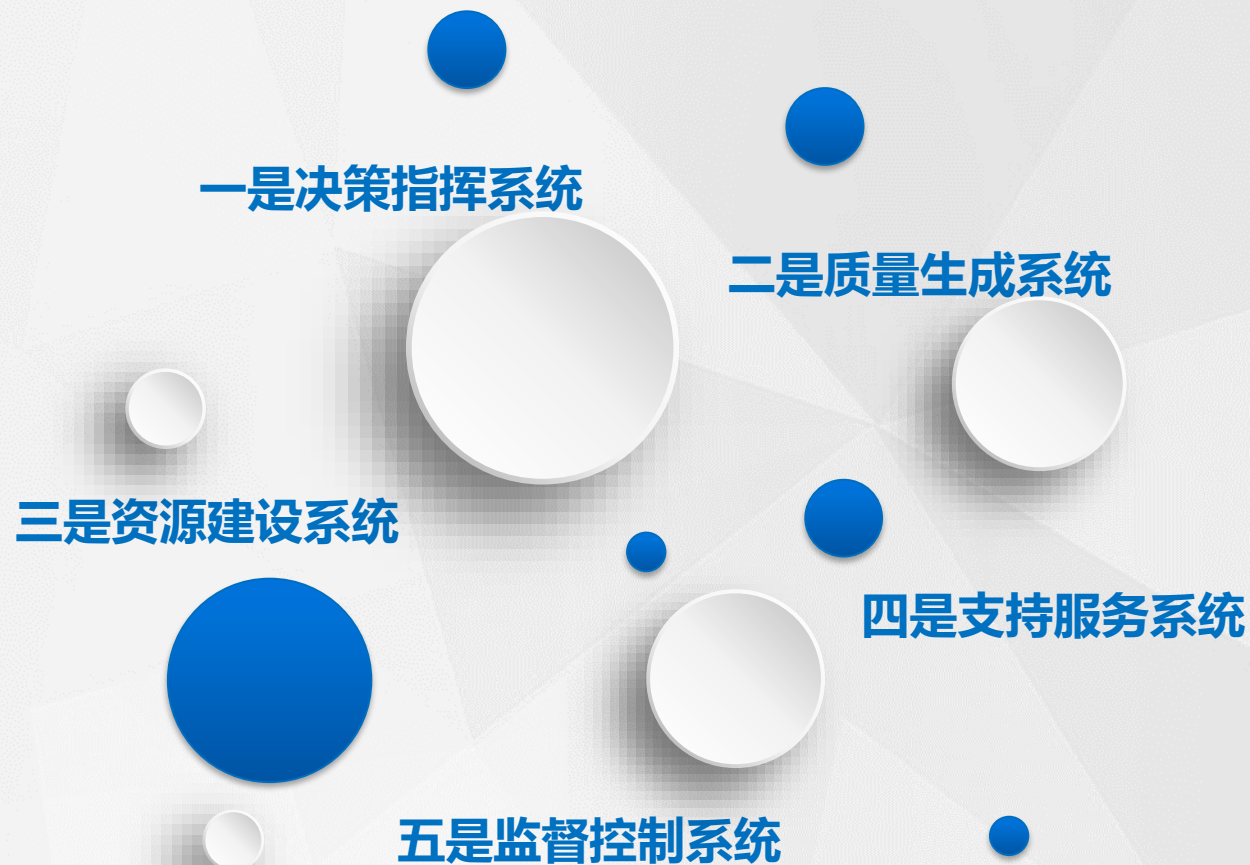 一是决策指挥系统
二是质量生成系统
三是资源建设系统
四是支持服务系统
五是监督控制系统